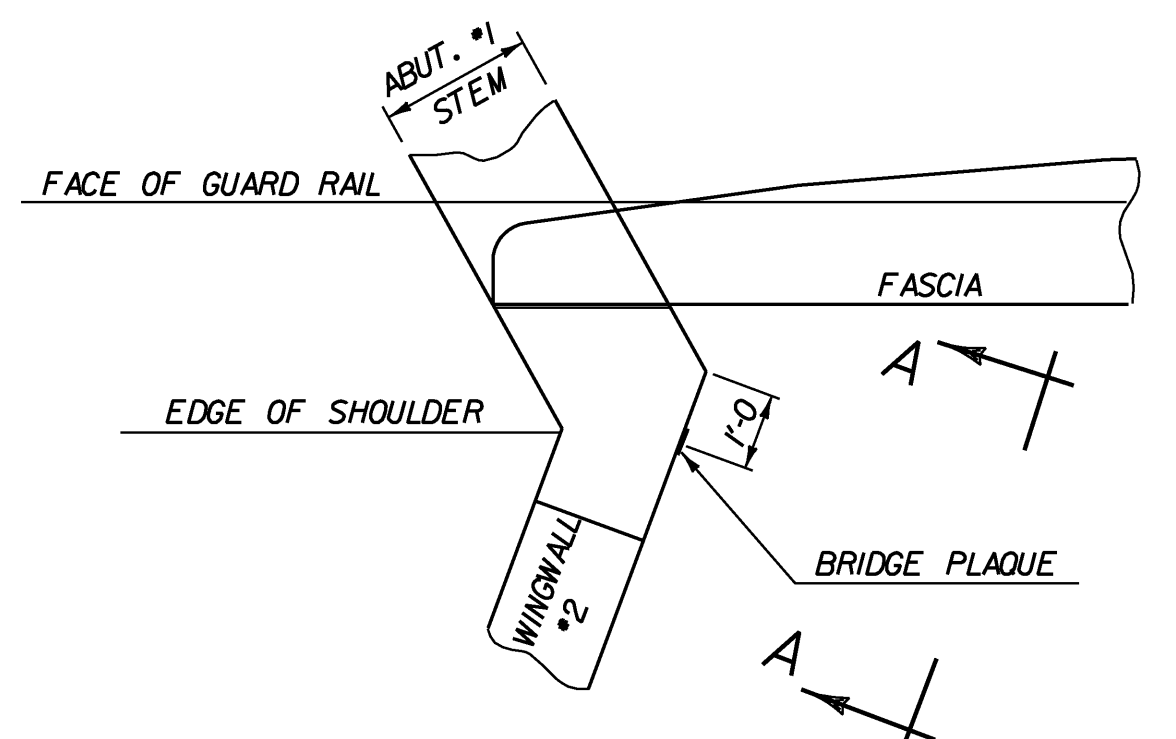 ABUT. *1
STEM
FACE OF GUARD RAIL
FASCIA
A
EDGE OF SHOULDER
1'-0
WINGWALL
*2
BRIDGE PLAQUE
A